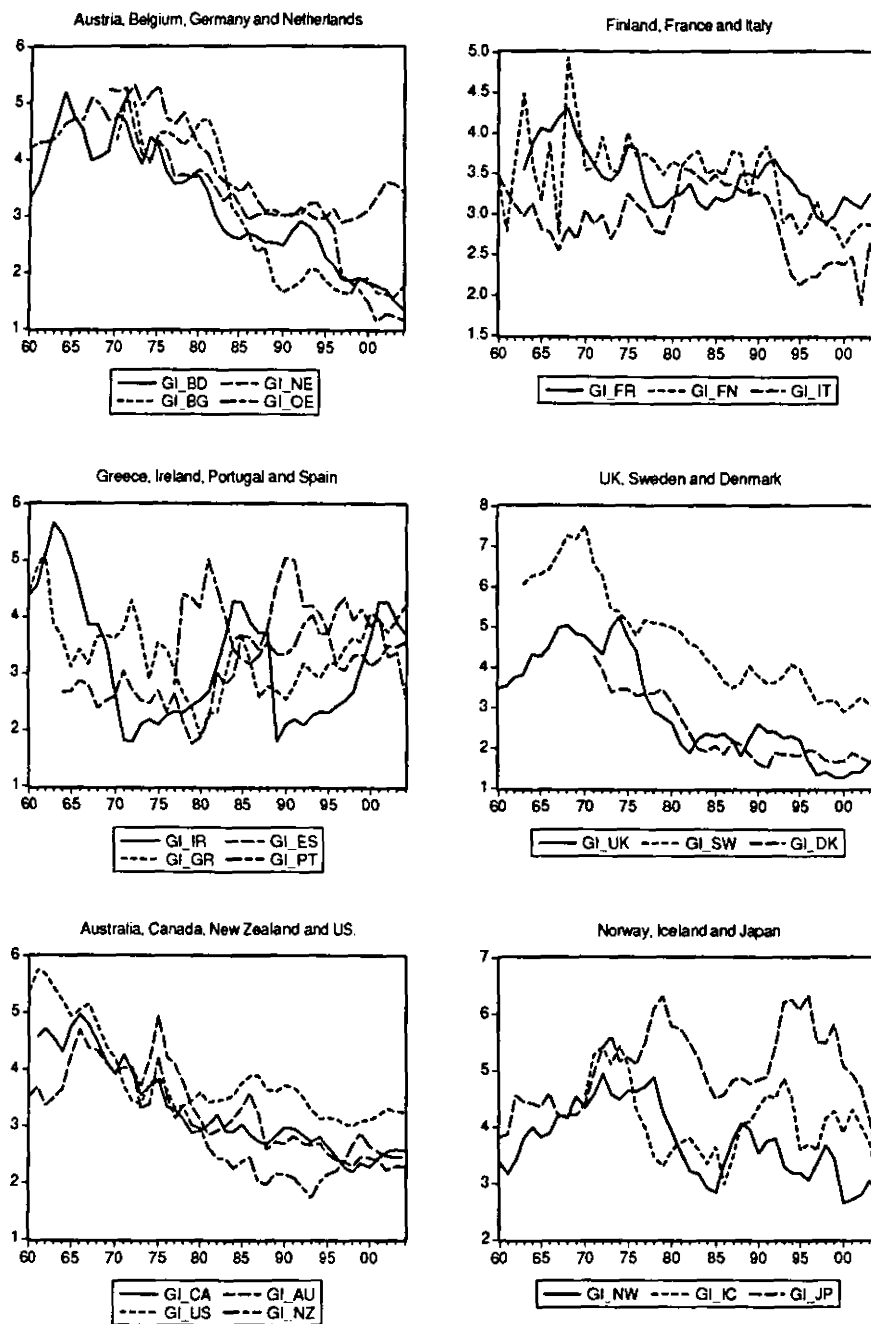 Austria, Belgium, Germany and Netherlands
6
5
4
3
2
1
60 65 70 75 80 85 90 95 00
GI_BD GI_NE
GI_BG GI_OE
Finland, France and Italy
5.0
4.5
4.0
3.5
3.0
2.5
2.0
1.5
60 65 70 75 80 85 90 95 00
GI_FR GI_FN GI_IT
Greece, Ireland, Portugal and Spain
6
5
4
3
2
1
60 65 70 75 80 85 90 95 00
GI_IR GI_ES
GI_GR GI_PT
UK, Sweden and Denmark
8
7
6
5
4
3
2
1
60 65 70 75 80 85 90 95 00
GI_UK GI_SW GI_DK
Australia, Canada, New Zealand and US.
6
5
4
3
2
1
60 65 70 75 80 85 90 95 00
GI_CA GI_AU
GI_US GI_NZ
Norway, Iceland and Japan
7
6
5
4
3
2
60 65 70 75 80 85 90 95 00
GI_NW GI_IC GI_JP